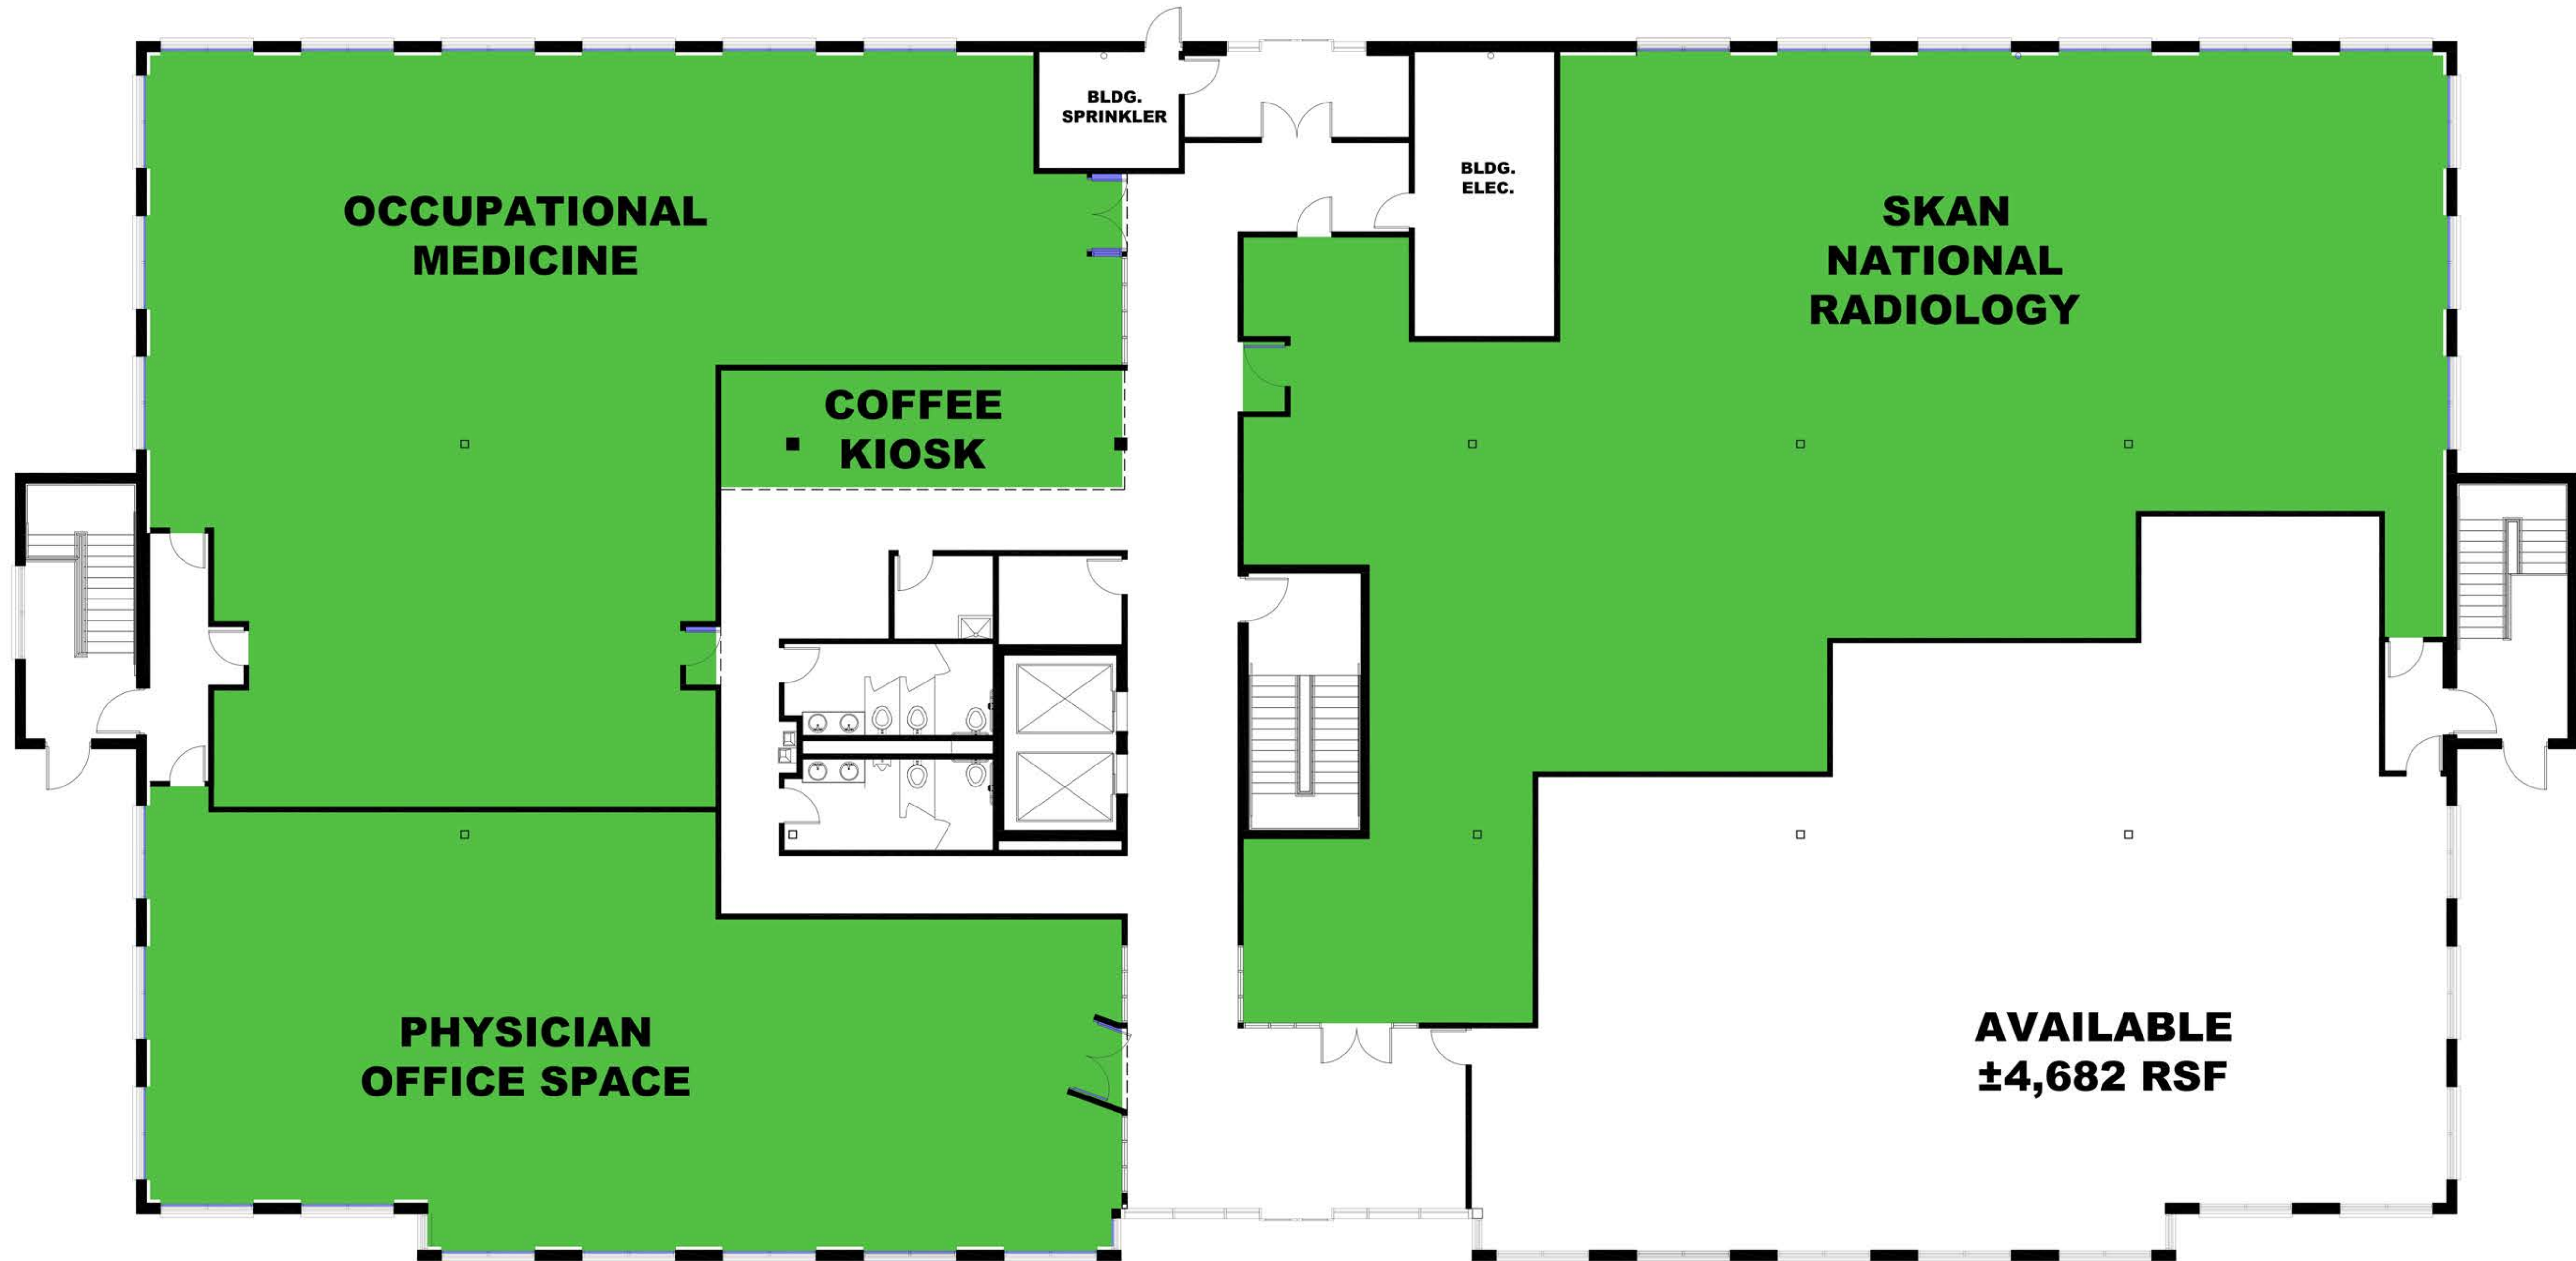 BLDG.
SPRINKLER
BLDG.
ELEC.
OCCUPATIONAL
MEDICINE
SKAN
NATIONAL
RADIOLOGY
COFFEE
KIOSK
PHYSICIAN
OFFICE SPACE
AVAILABLE
±4,682 RSF